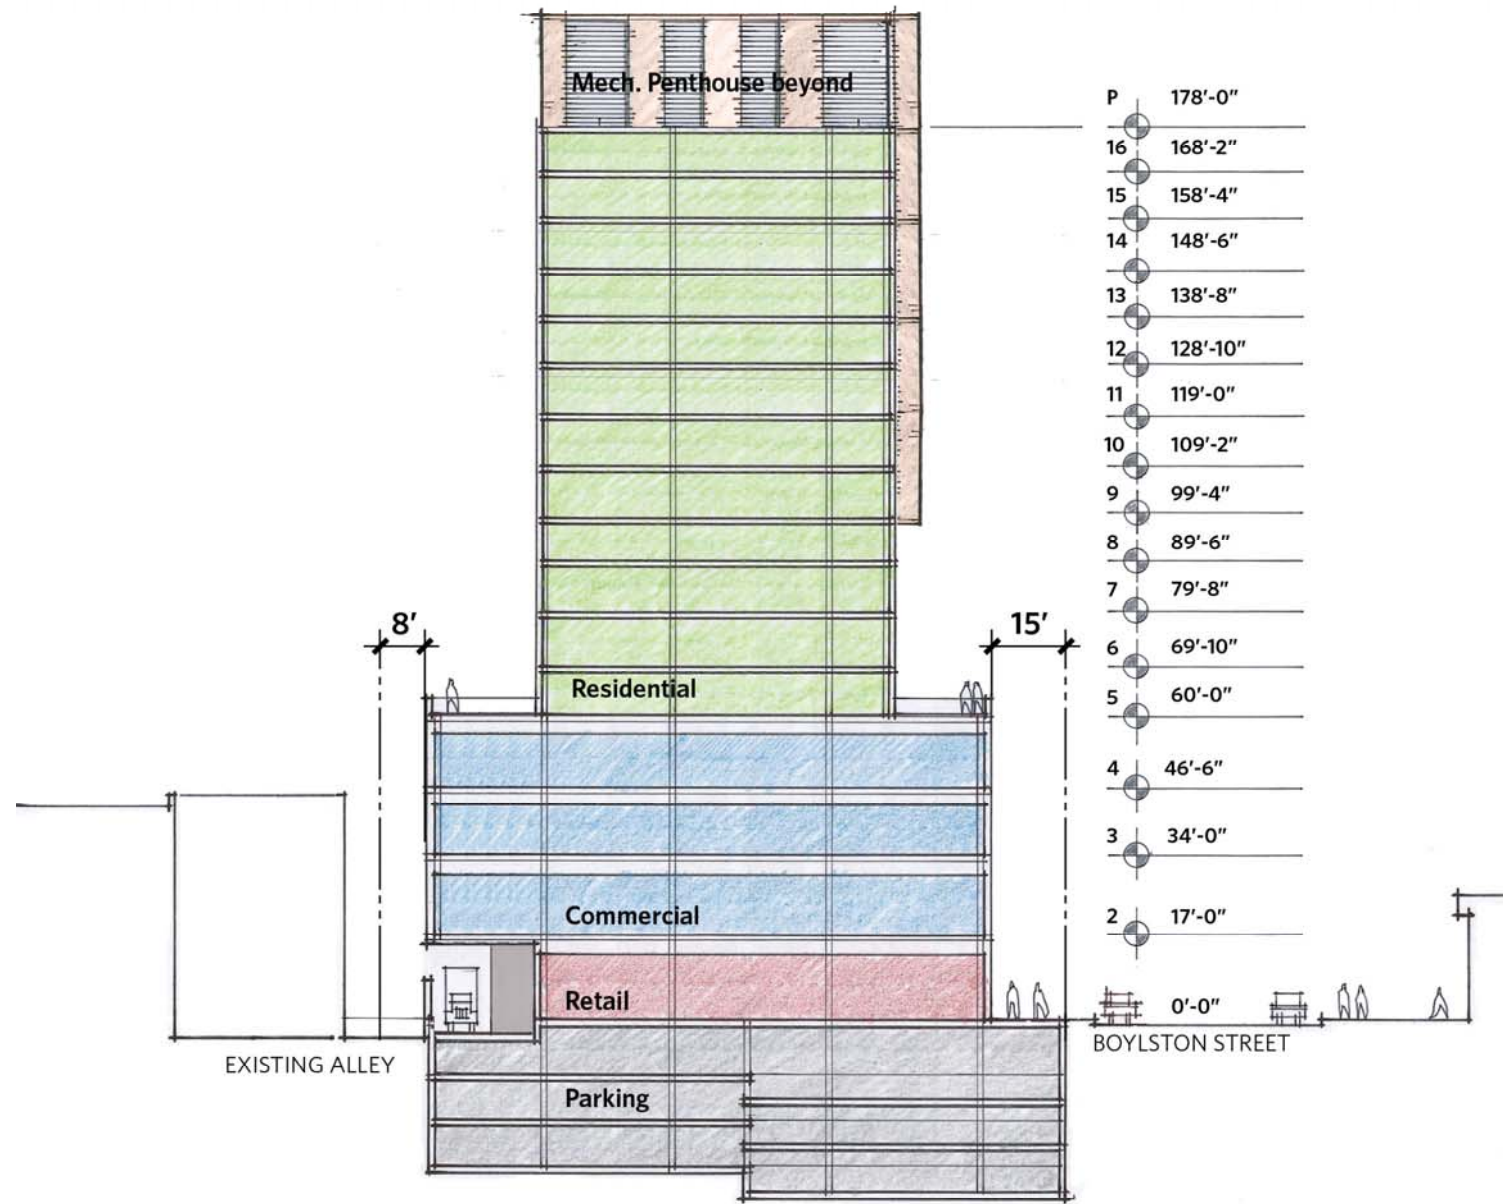 Mech. Penthouse beyond
P 178'-0"
16 168'-2"
15 158'-4"
14 148'-6"
13 138'-8"
12 128'-10"
11 119'-0"
10 109'-2"
9 99'-4"
8 89'-6"
7 79'-8"
8' 15'
6 69'-10"
Residential
5 60'-0"
4 46'-6"
3 34'-0"
Commercial
2 17'-0"
Retail
0'-0"
BOYLSTON STREET
EXISTING ALLEY
Parking